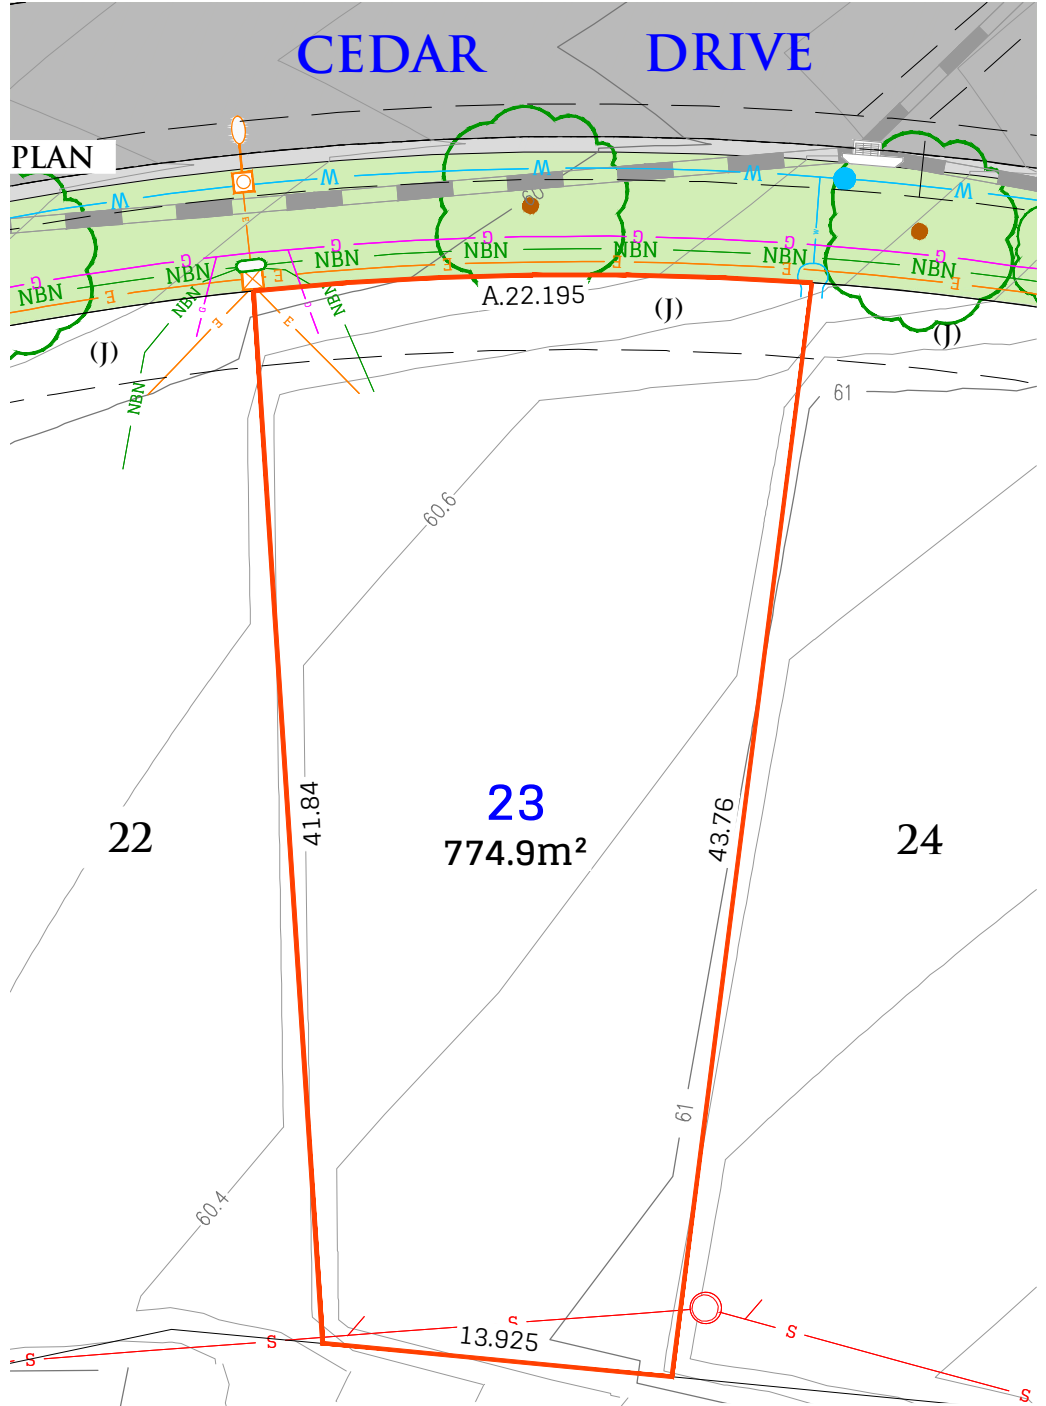 CEDAR DRIVE
PLAN
W W W W W
60
E
G G G G G
NBN NBN NBN NBN NBN NBN
E E E E E
A.22.195
NBN NBN
G G
E E
(J) (J) (J)
NBN
61
60.6
41.84
43.76
23
774.9m²
22
24
61
60.4
S S S S S
13.925